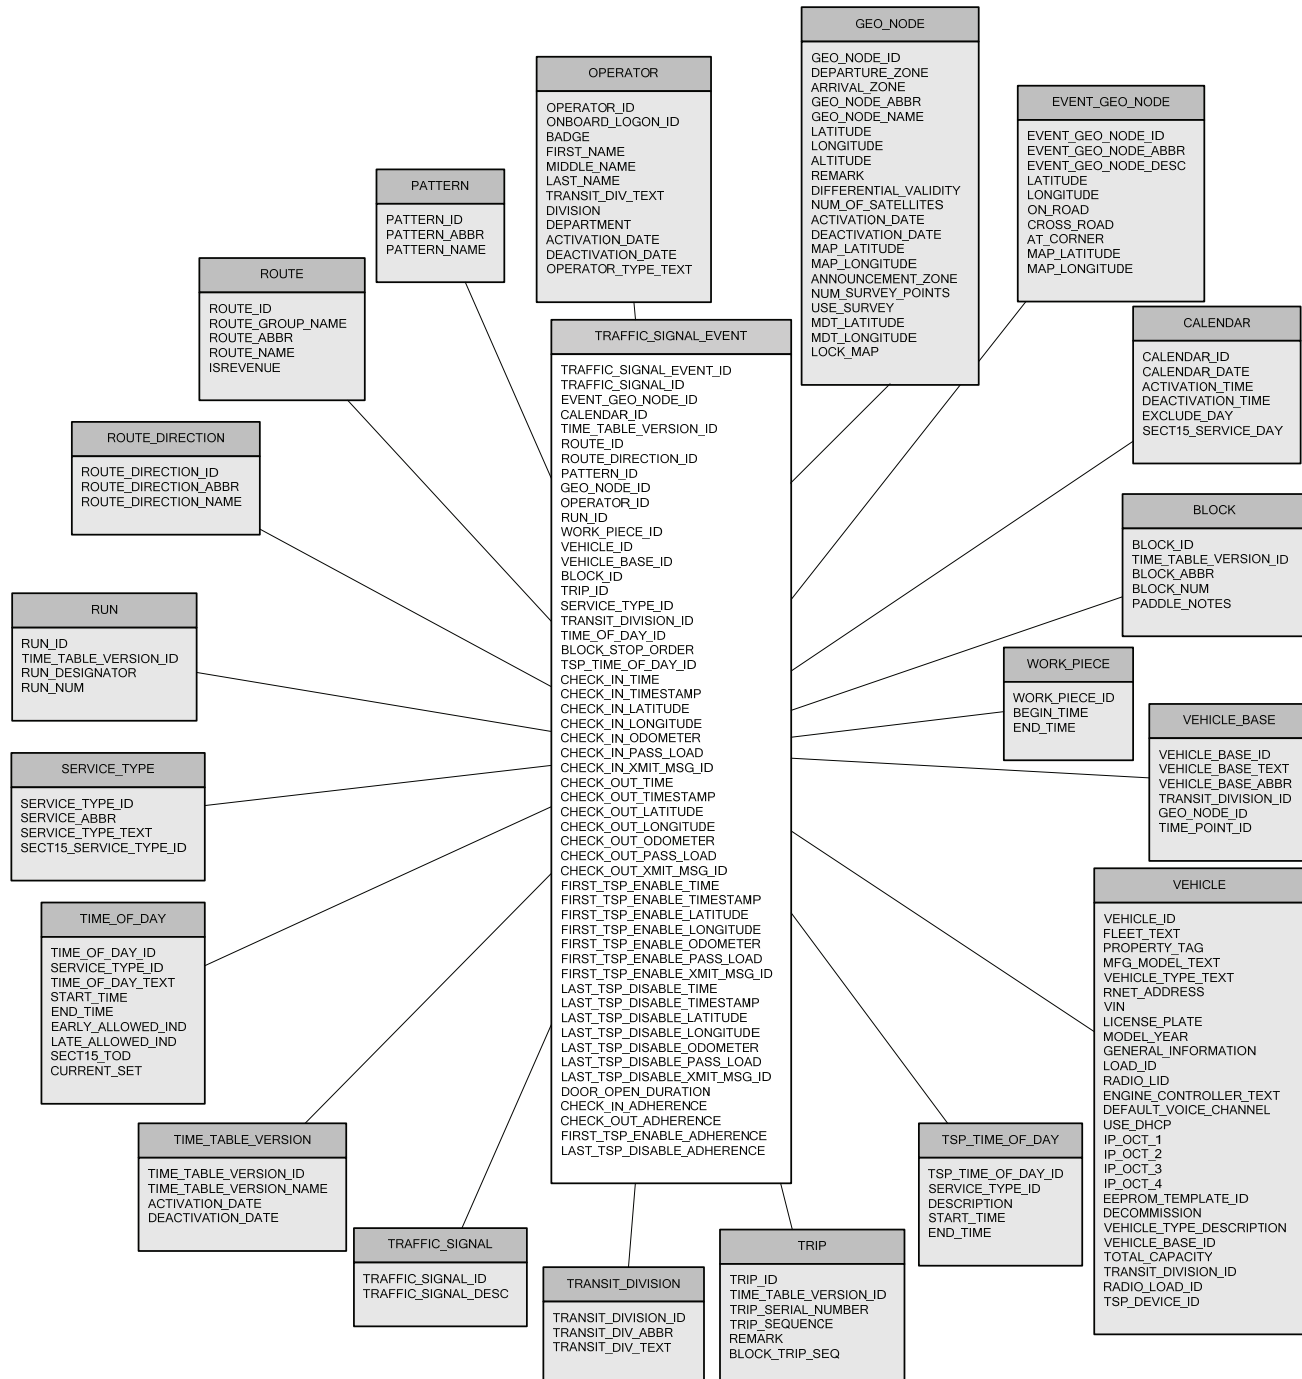 GEO_NODE
GEO_NODE_ID
DEPARTURE_ZONE
ARRIVAL_ZONE
GEO_NODE_ABBR
GEO_NODE_NAME
LATITUDE
LONGITUDE
ALTITUDE
REMARK
DIFFERENTIAL_VALIDITY
NUM_OF_SATELLITES
ACTIVATION_DATE
DEACTIVATION_DATE
MAP_LATITUDE
MAP_LONGITUDE
ANNOUNCEMENT_ZONE
NUM_SURVEY_POINTS
USE_SURVEY
MDT_LATITUDE
MDT_LONGITUDE
LOCK_MAP
OPERATOR
OPERATOR_ID
ONBOARD_LOGON_ID
BADGE
FIRST_NAME
MIDDLE_NAME
LAST_NAME
TRANSIT_DIV_TEXT
DIVISION
DEPARTMENT
ACTIVATION_DATE
DEACTIVATION_DATE
OPERATOR_TYPE_TEXT
EVENT_GEO_NODE
EVENT_GEO_NODE_ID
EVENT_GEO_NODE_ABBR
EVENT_GEO_NODE_DESC
LATITUDE
LONGITUDE
ON_ROAD
CROSS_ROAD
AT_CORNER
MAP_LATITUDE
MAP_LONGITUDE
PATTERN
PATTERN_ID
PATTERN_ABBR
PATTERN_NAME
ROUTE
ROUTE_ID
ROUTE_GROUP_NAME
ROUTE_ABBR
ROUTE_NAME
ISREVENUE
CALENDAR
CALENDAR_ID
CALENDAR_DATE
ACTIVATION_TIME
DEACTIVATION_TIME
EXCLUDE_DAY
SECT15_SERVICE_DAY
TRAFFIC_SIGNAL_EVENT
TRAFFIC_SIGNAL_EVENT_ID
TRAFFIC_SIGNAL_ID
EVENT_GEO_NODE_ID
CALENDAR_ID
TIME_TABLE_VERSION_ID
ROUTE_ID
ROUTE_DIRECTION_ID
PATTERN_ID
GEO_NODE_ID
OPERATOR_ID
RUN_ID
WORK_PIECE_ID
VEHICLE_ID
VEHICLE_BASE_ID
BLOCK_ID
TRIP_ID
SERVICE_TYPE_ID
TRANSIT_DIVISION_ID
TIME_OF_DAY_ID
BLOCK_STOP_ORDER
TSP_TIME_OF_DAY_ID
CHECK_IN_TIME
CHECK_IN_TIMESTAMP
CHECK_IN_LATITUDE
CHECK_IN_LONGITUDE
CHECK_IN_ODOMETER
CHECK_IN_PASS_LOAD
CHECK_IN_XMIT_MSG_ID
CHECK_OUT_TIME
CHECK_OUT_TIMESTAMP
CHECK_OUT_LATITUDE
CHECK_OUT_LONGITUDE
CHECK_OUT_ODOMETER
CHECK_OUT_PASS_LOAD
CHECK_OUT_XMIT_MSG_ID
FIRST_TSP_ENABLE_TIME
FIRST_TSP_ENABLE_TIMESTAMP
FIRST_TSP_ENABLE_LATITUDE
FIRST_TSP_ENABLE_LONGITUDE
FIRST_TSP_ENABLE_ODOMETER
FIRST_TSP_ENABLE_PASS_LOAD
FIRST_TSP_ENABLE_XMIT_MSG_ID
LAST_TSP_DISABLE_TIME
LAST_TSP_DISABLE_TIMESTAMP
LAST_TSP_DISABLE_LATITUDE
LAST_TSP_DISABLE_LONGITUDE
LAST_TSP_DISABLE_ODOMETER
LAST_TSP_DISABLE_PASS_LOAD
LAST_TSP_DISABLE_XMIT_MSG_ID
DOOR_OPEN_DURATION
CHECK_IN_ADHERENCE
CHECK_OUT_ADHERENCE
FIRST_TSP_ENABLE_ADHERENCE
LAST_TSP_DISABLE_ADHERENCE
ROUTE_DIRECTION
ROUTE_DIRECTION_ID
ROUTE_DIRECTION_ABBR
ROUTE_DIRECTION_NAME
BLOCK
BLOCK_ID
TIME_TABLE_VERSION_ID
BLOCK_ABBR
BLOCK_NUM
PADDLE_NOTES
RUN
RUN_ID
TIME_TABLE_VERSION_ID
RUN_DESIGNATOR
RUN_NUM
WORK_PIECE
WORK_PIECE_ID
BEGIN_TIME
END_TIME
VEHICLE_BASE
VEHICLE_BASE_ID
VEHICLE_BASE_TEXT
VEHICLE_BASE_ABBR
TRANSIT_DIVISION_ID
GEO_NODE_ID
TIME_POINT_ID
SERVICE_TYPE
SERVICE_TYPE_ID
SERVICE_ABBR
SERVICE_TYPE_TEXT
SECT15_SERVICE_TYPE_ID
VEHICLE
VEHICLE_ID
FLEET_TEXT
PROPERTY_TAG
MFG_MODEL_TEXT
VEHICLE_TYPE_TEXT
RNET_ADDRESS
VIN
LICENSE_PLATE
MODEL_YEAR
GENERAL_INFORMATION
LOAD_ID
RADIO_LID
ENGINE_CONTROLLER_TEXT
DEFAULT_VOICE_CHANNEL
USE_DHCP
IP_OCT_1
IP_OCT_2
IP_OCT_3
IP_OCT_4
EEPROM_TEMPLATE_ID
DECOMMISSION
VEHICLE_TYPE_DESCRIPTION
VEHICLE_BASE_ID
TOTAL_CAPACITY
TRANSIT_DIVISION_ID
RADIO_LOAD_ID
TSP_DEVICE_ID
TIME_OF_DAY
TIME_OF_DAY_ID
SERVICE_TYPE_ID
TIME_OF_DAY_TEXT
START_TIME
END_TIME
EARLY_ALLOWED_IND
LATE_ALLOWED_IND
SECT15_TOD
CURRENT_SET
TIME_TABLE_VERSION
TIME_TABLE_VERSION_ID
TIME_TABLE_VERSION_NAME
ACTIVATION_DATE
DEACTIVATION_DATE
TSP_TIME_OF_DAY
TSP_TIME_OF_DAY_ID
SERVICE_TYPE_ID
DESCRIPTION
START_TIME
END_TIME
TRAFFIC_SIGNAL
TRAFFIC_SIGNAL_ID
TRAFFIC_SIGNAL_DESC
TRANSIT_DIVISION
TRANSIT_DIVISION_ID
TRANSIT_DIV_ABBR
TRANSIT_DIV_TEXT
TRIP
TRIP_ID
TIME_TABLE_VERSION_ID
TRIP_SERIAL_NUMBER
TRIP_SEQUENCE
REMARK
BLOCK_TRIP_SEQ